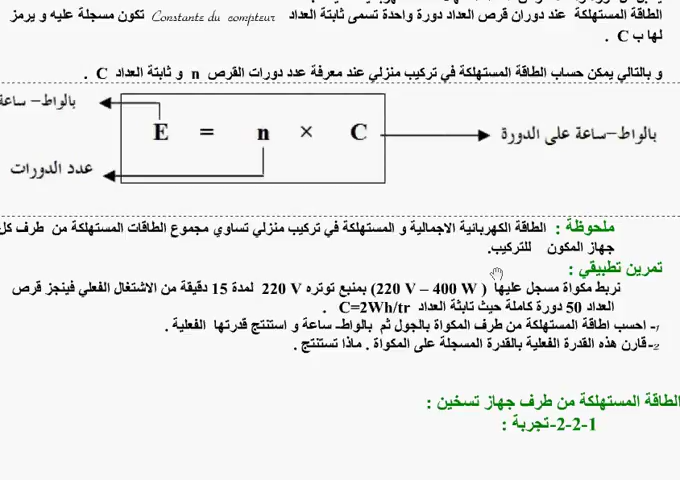 الطاقة المستهلكة عند دوران قرص العداد دورة واحدة تسمى ثابتة العداد Constante du compteur تكون مسجلة عليه و يرمز
لها ب C .
و بالتالي يمكن حساب الطاقة المستهلكة في تركيب منزلي عند معرفة عدد دورات القرص n و ثابتة العداد C .
بالواط- ساعة
E = n × C
بالواط-ساعة على الدورة
عدد الدورات
ملحوظة : الطاقة الكهربائية الاجمالية و المستهلكة في تركيب منزلي تساوي مجموع الطاقات المستهلكة من طرف كل
جهاز المكون للتركيب.
تمرين تطبيقي :
نربط مكواة مسجل عليها ( 220 V – 400 W) بمنبع توتره 220 V لمدة 15 دقيقة من الاشتغال الفعلي فينجز قرص
العداد 50 دورة كاملة حيث تابثة العداد C=2Wh/tr .
1- احسب اطاقة المستهلكة من طرف المكواة بالجول ثم بالواط- ساعة و استنتج قدرتها الفعلية .
2- قارن هذه القدرة الفعلية بالقدرة المسجلة على المكواة . ماذا تستنتج .
الطاقة المستهلكة من طرف جهاز تسخين :
1-2-2-تجربة :